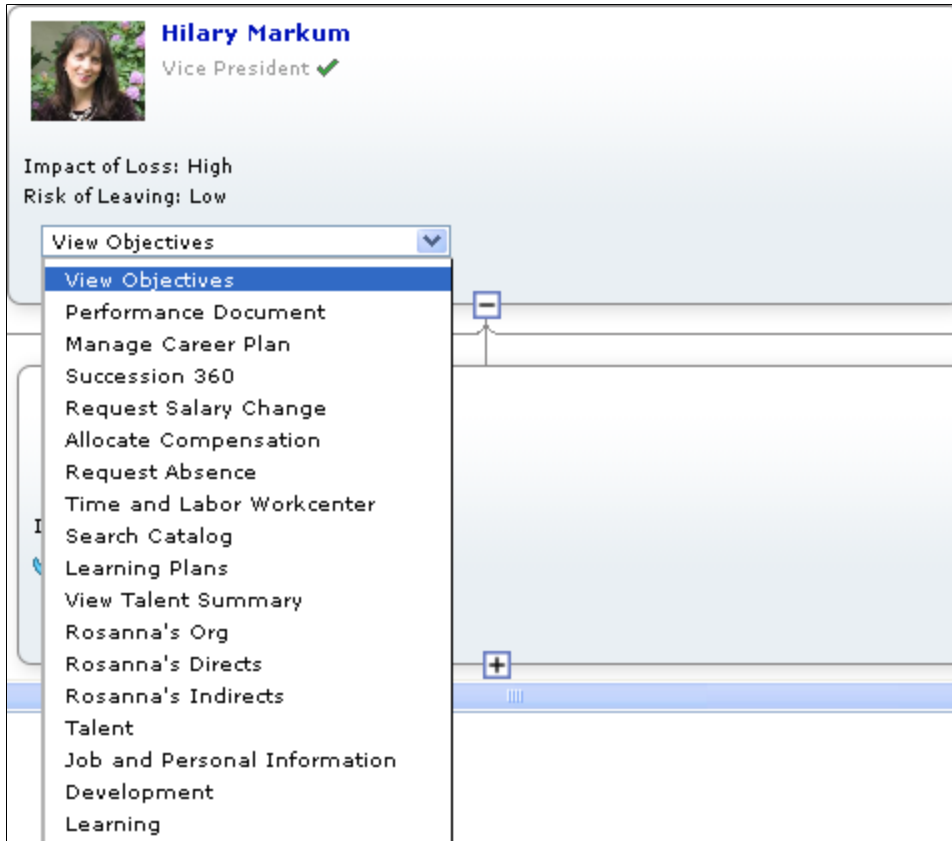 Hilary Markum
Vice President
Impact of Loss: High
Risk of Leaving: Low
View Objectives
View Objectives
Performance Document
Manage Career Plan
Succession 360
Request Salary Change
Allocate Compensation
Request Absence
Time and Labor Workcenter
Search Catalog
Learning Plans
View Talent Summary
Rosanna's Org
Rosanna's Directs
Rosanna's Indirects
Talent
Job and Personal Information
Development
Learning